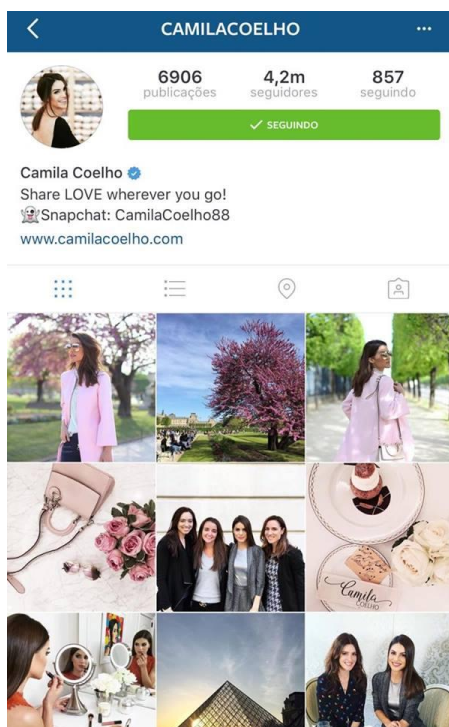 CAMILACOELHO
6906 4,2m 857
publicações seguidores seguindo
SEGUINDO
Camila Coelho
Share LOVE wherever you go!
Snapchat: CamilaCoelho88
www.camilacoelho.com
Camila
COELHO